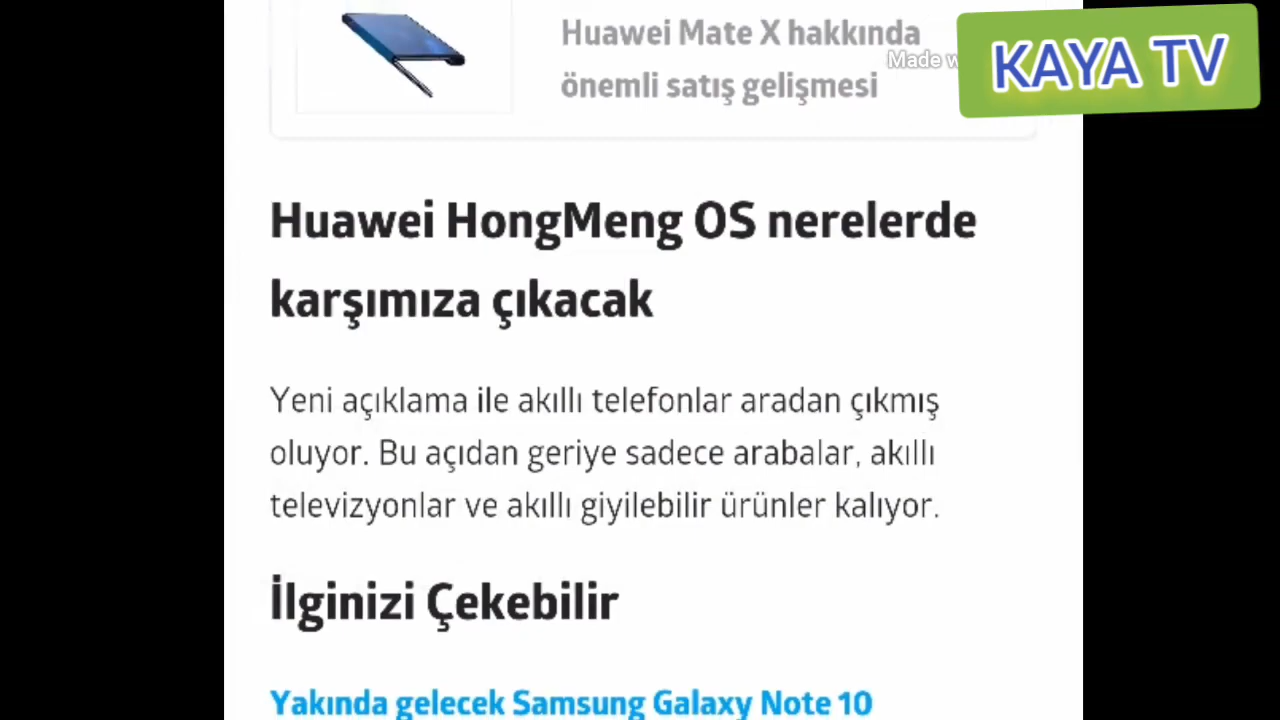 Huawei Mate X hakkında
önemli satış gelişmesi
Made w
KAYA TV
Huawei HongMeng OS nerelerde
karşımıza çıkacak
Yeni açıklama ile akıllı telefonlar aradan çıkmış
oluyor. Bu açıdan geriye sadece arabalar, akıllı
televizyonlar ve akıllı giyilebilir ürünler kalıyor.
İlginizi Çekebilir
Yakında gelecek Samsung Galaxy Note 10